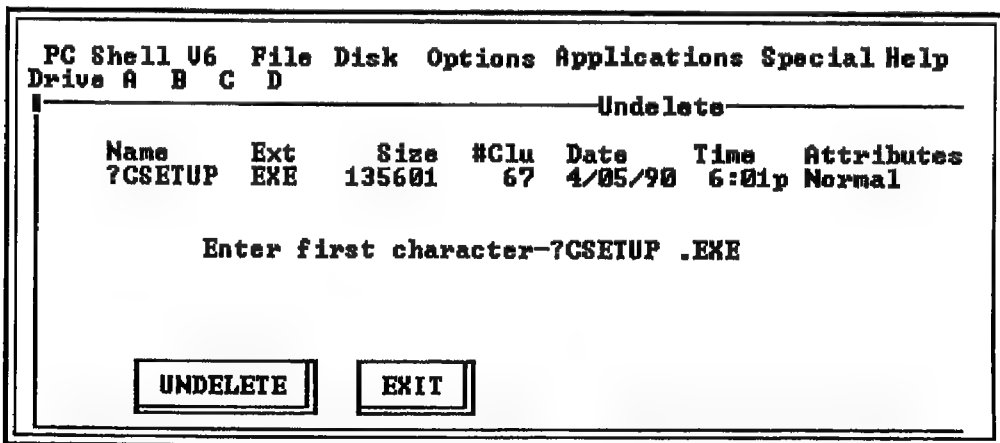 PC Shell V6 File Disk Options Applications Special Help
Drive A B C D
Undelete
Name Ext Size #Clu Date Time Attributes
?CSETUP EXE 135601 67 4/05/90 6:01p Normal
Enter first character-?CSETUP .EXE
UNDELETE EXIT